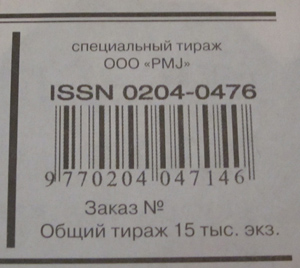 специальный тираж
ООО «PMJ»
ISSN 0204-0476
9 770204 047146
Заказ №
Общий тираж 15 тыс. экз.